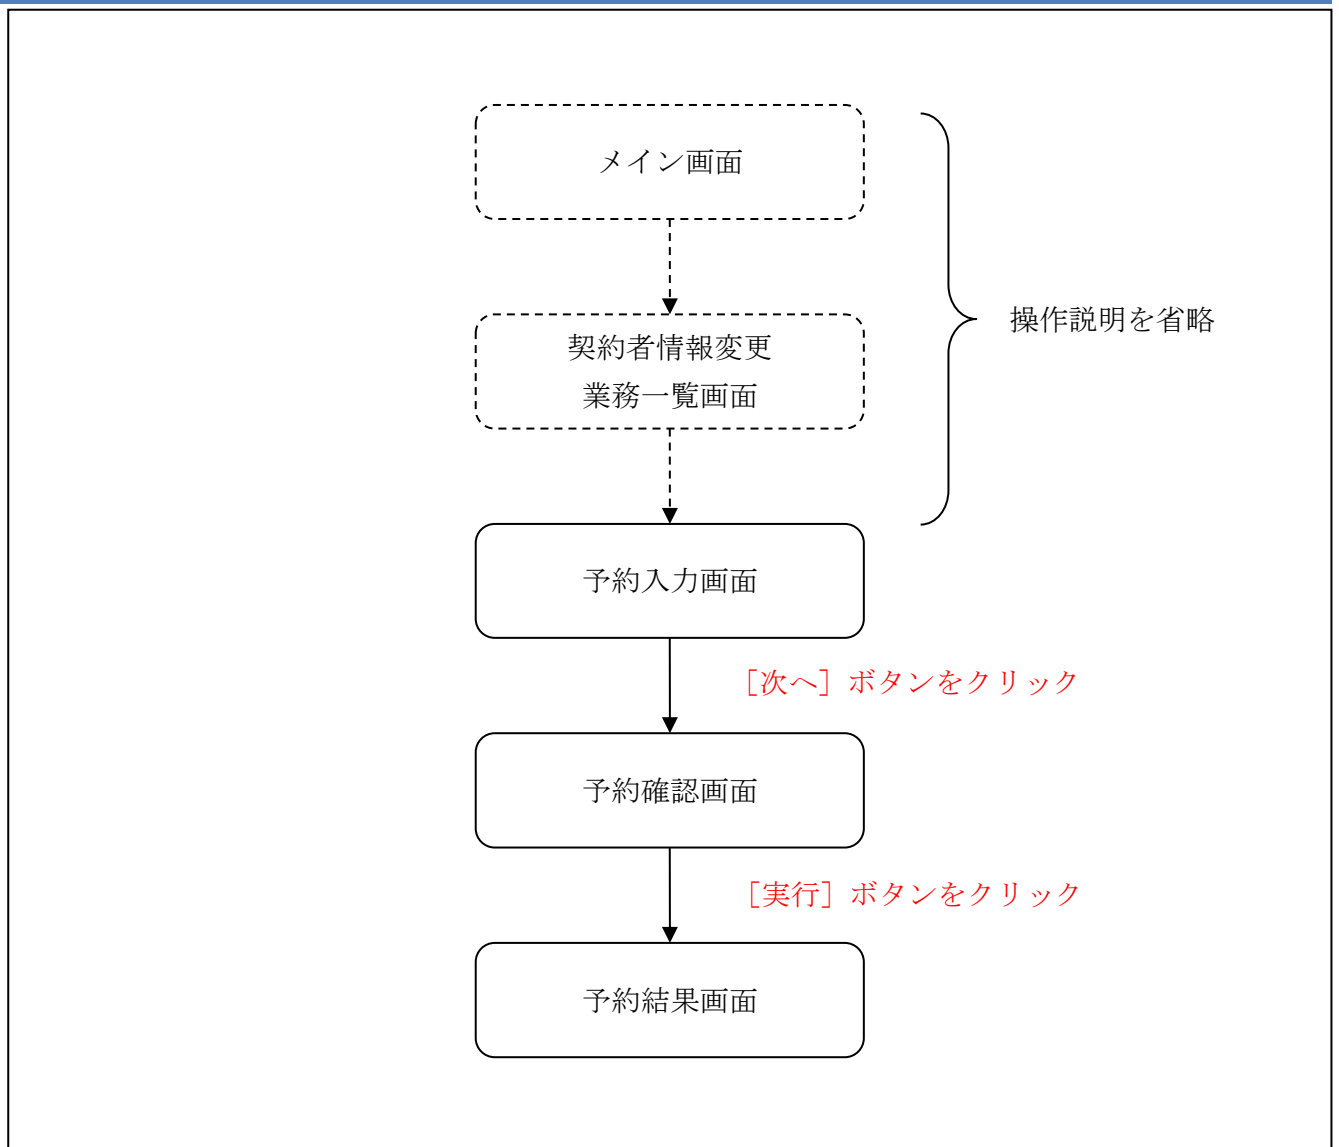 メイン画面
契約者情報変更
業務一覧画面
操作説明を省略
予約入力画面
［次へ］ボタンをクリック
予約確認画面
［実行］ボタンをクリック
予約結果画面